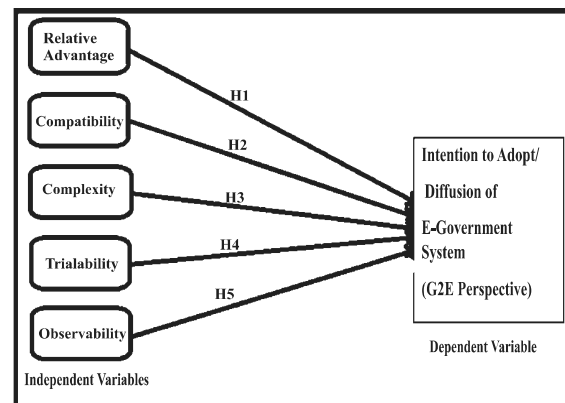 Relative
Advantage
H1
Compatibility
H2
Complexity
H3
Trialability
H4
Observability
H5
Independent Variables
Intention to Adopt/
Diffusion of
E-Government
System
(G2E Perspective)
Dependent Variable